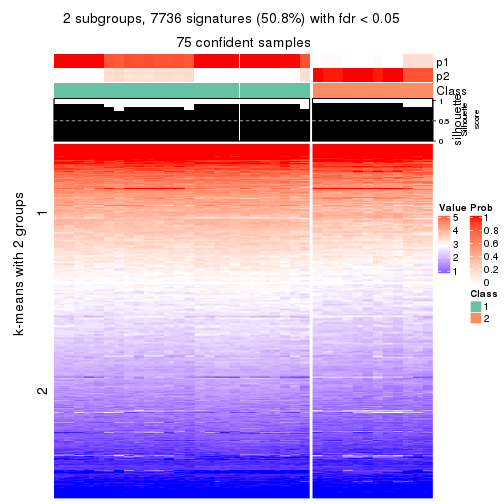 2 subgroups, 7736 signatures (50.8%) with fdr < 0.05
75 confident samples
p1
p2
Class
1
0.5
0
silhouette
Silhouette
score
k-means with 2 groups
1
2
Value
5
4
3
2
1
Prob
1
0.8
0.6
0.4
0.2
0
Class
1
2